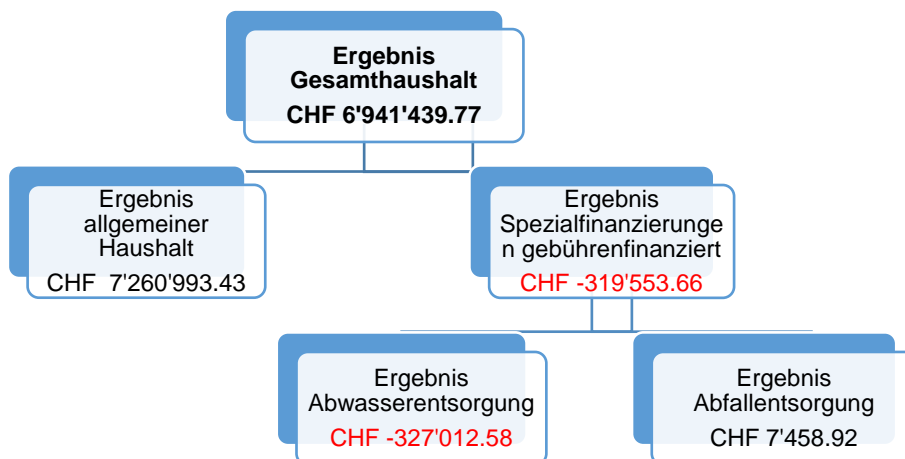 Ergebnis
Gesamthaushalt
CHF 6'941'439.77
Ergebnis
allgemeiner
Haushalt
CHF 7'260'993.43
Ergebnis
Spezialfinanzierunge
n gebührenfinanziert
CHF -319'553.66
Ergebnis
Abwasserentsorgung
CHF -327'012.58
Ergebnis
Abfallentsorgung
CHF 7'458.92